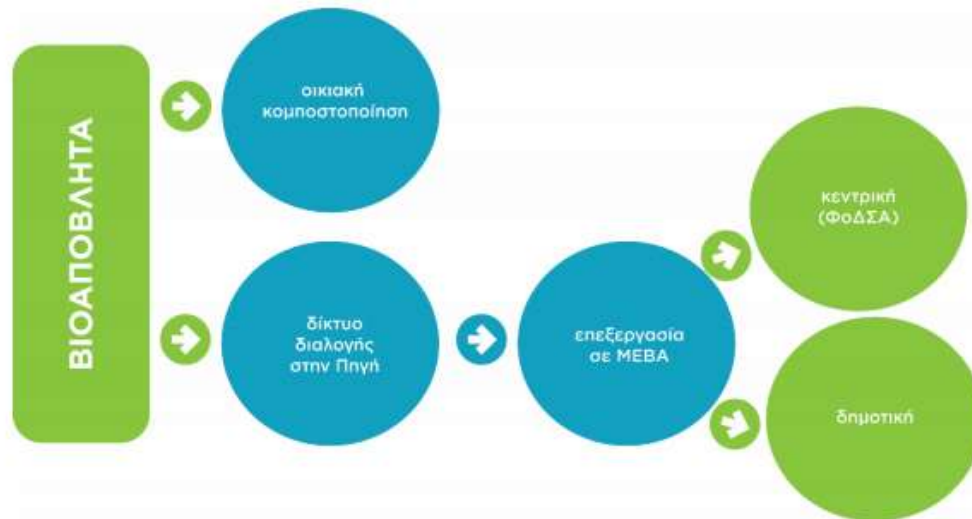 ΒΙΟΑΠΟΒΛΗΤΑ
οικιακή
κομποστοποίηση
δίκτυο
διαλογής
στην Πηγή
επεξεργασία
σε ΜΕΒΑ
κεντρική
(ΦοΔΣΑ)
δημοτική